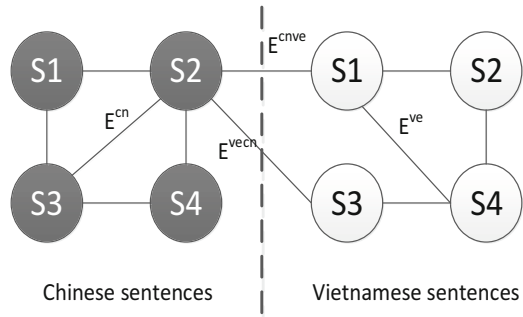 E^cnve
S1 S2 S1 S2
E^cn E^vecn E^ve
S3 S4 S3 S4
Chinese sentences Vietnamese sentences